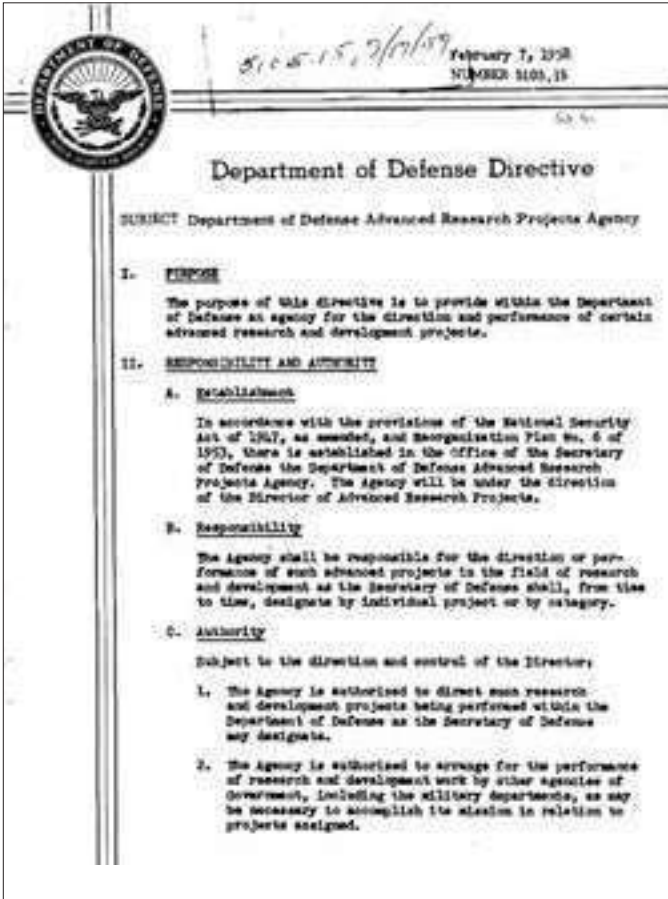 5105.15, 2/17/59
February 7, 1958
NUMBER 5105.15
DEPARTMENT OF DEFENSE
Department of Defense Directive
SUBJECT Department of Defense Advanced Research Projects Agency
I. PURPOSE
The purpose of this directive is to provide within the Department
of Defense an agency for the direction and performance of certain
advanced research and development projects.
II. RESPONSIBILITY AND AUTHORITY
A. Establishment
In accordance with the provisions of the National Security
Act of 1947, as amended, and Reorganization Plan No. 6 of
1953, there is established in the Office of the Secretary
of Defense the Department of Defense Advanced Research
Projects Agency. The Agency will be under the direction
of the Director of Advanced Research Projects.
B. Responsibility
The Agency shall be responsible for the direction or per-
formance of such advanced projects in the field of research
and development as the Secretary of Defense shall, from time
to time, designate by individual project or by category.
C. Authority
Subject to the direction and control of the Director:
1. The Agency is authorized to direct such research
and development projects being performed within the
Department of Defense as the Secretary of Defense
may designate.
2. The Agency is authorized to arrange for the performance
of research and development work by other agencies of
Government, including the military departments, as may
be necessary to accomplish its mission in relation to
projects assigned.